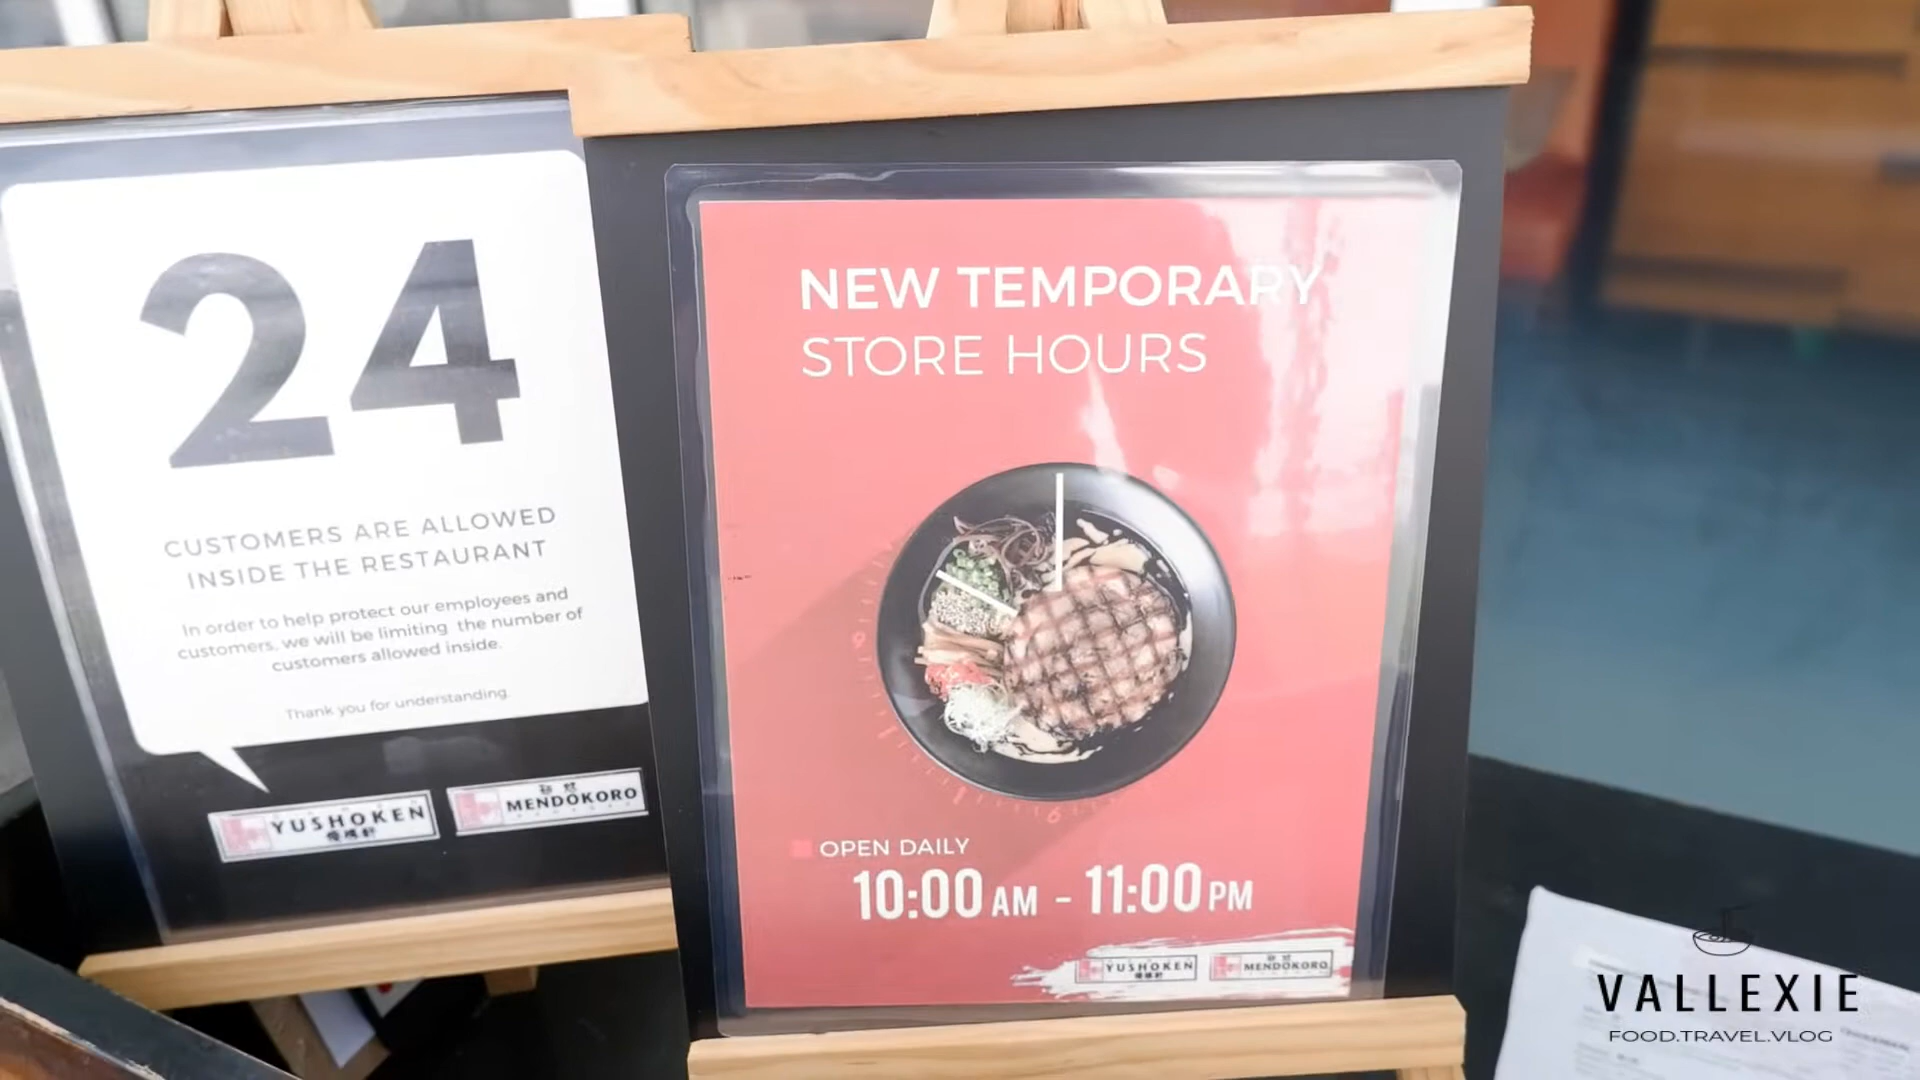 24
CUSTOMERS ARE ALLOWED
INSIDE THE RESTAURANT
In order to help protect our employees and
customers, we will be limiting the number of
customers allowed inside.
Thank you for understanding.
YUSHOKEN
MENDOKORO
NEW TEMPORARY
STORE HOURS
OPEN DAILY
10:00 AM - 11:00 PM
YUSHOKEN
MENDOKORO
VALLEXIE
FOOD.TRAVEL.VLOG